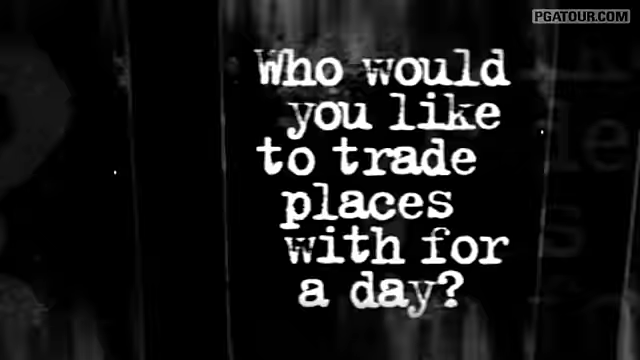 PGATOUR.COM
Who would
you like
to trade
places
with for
a day?